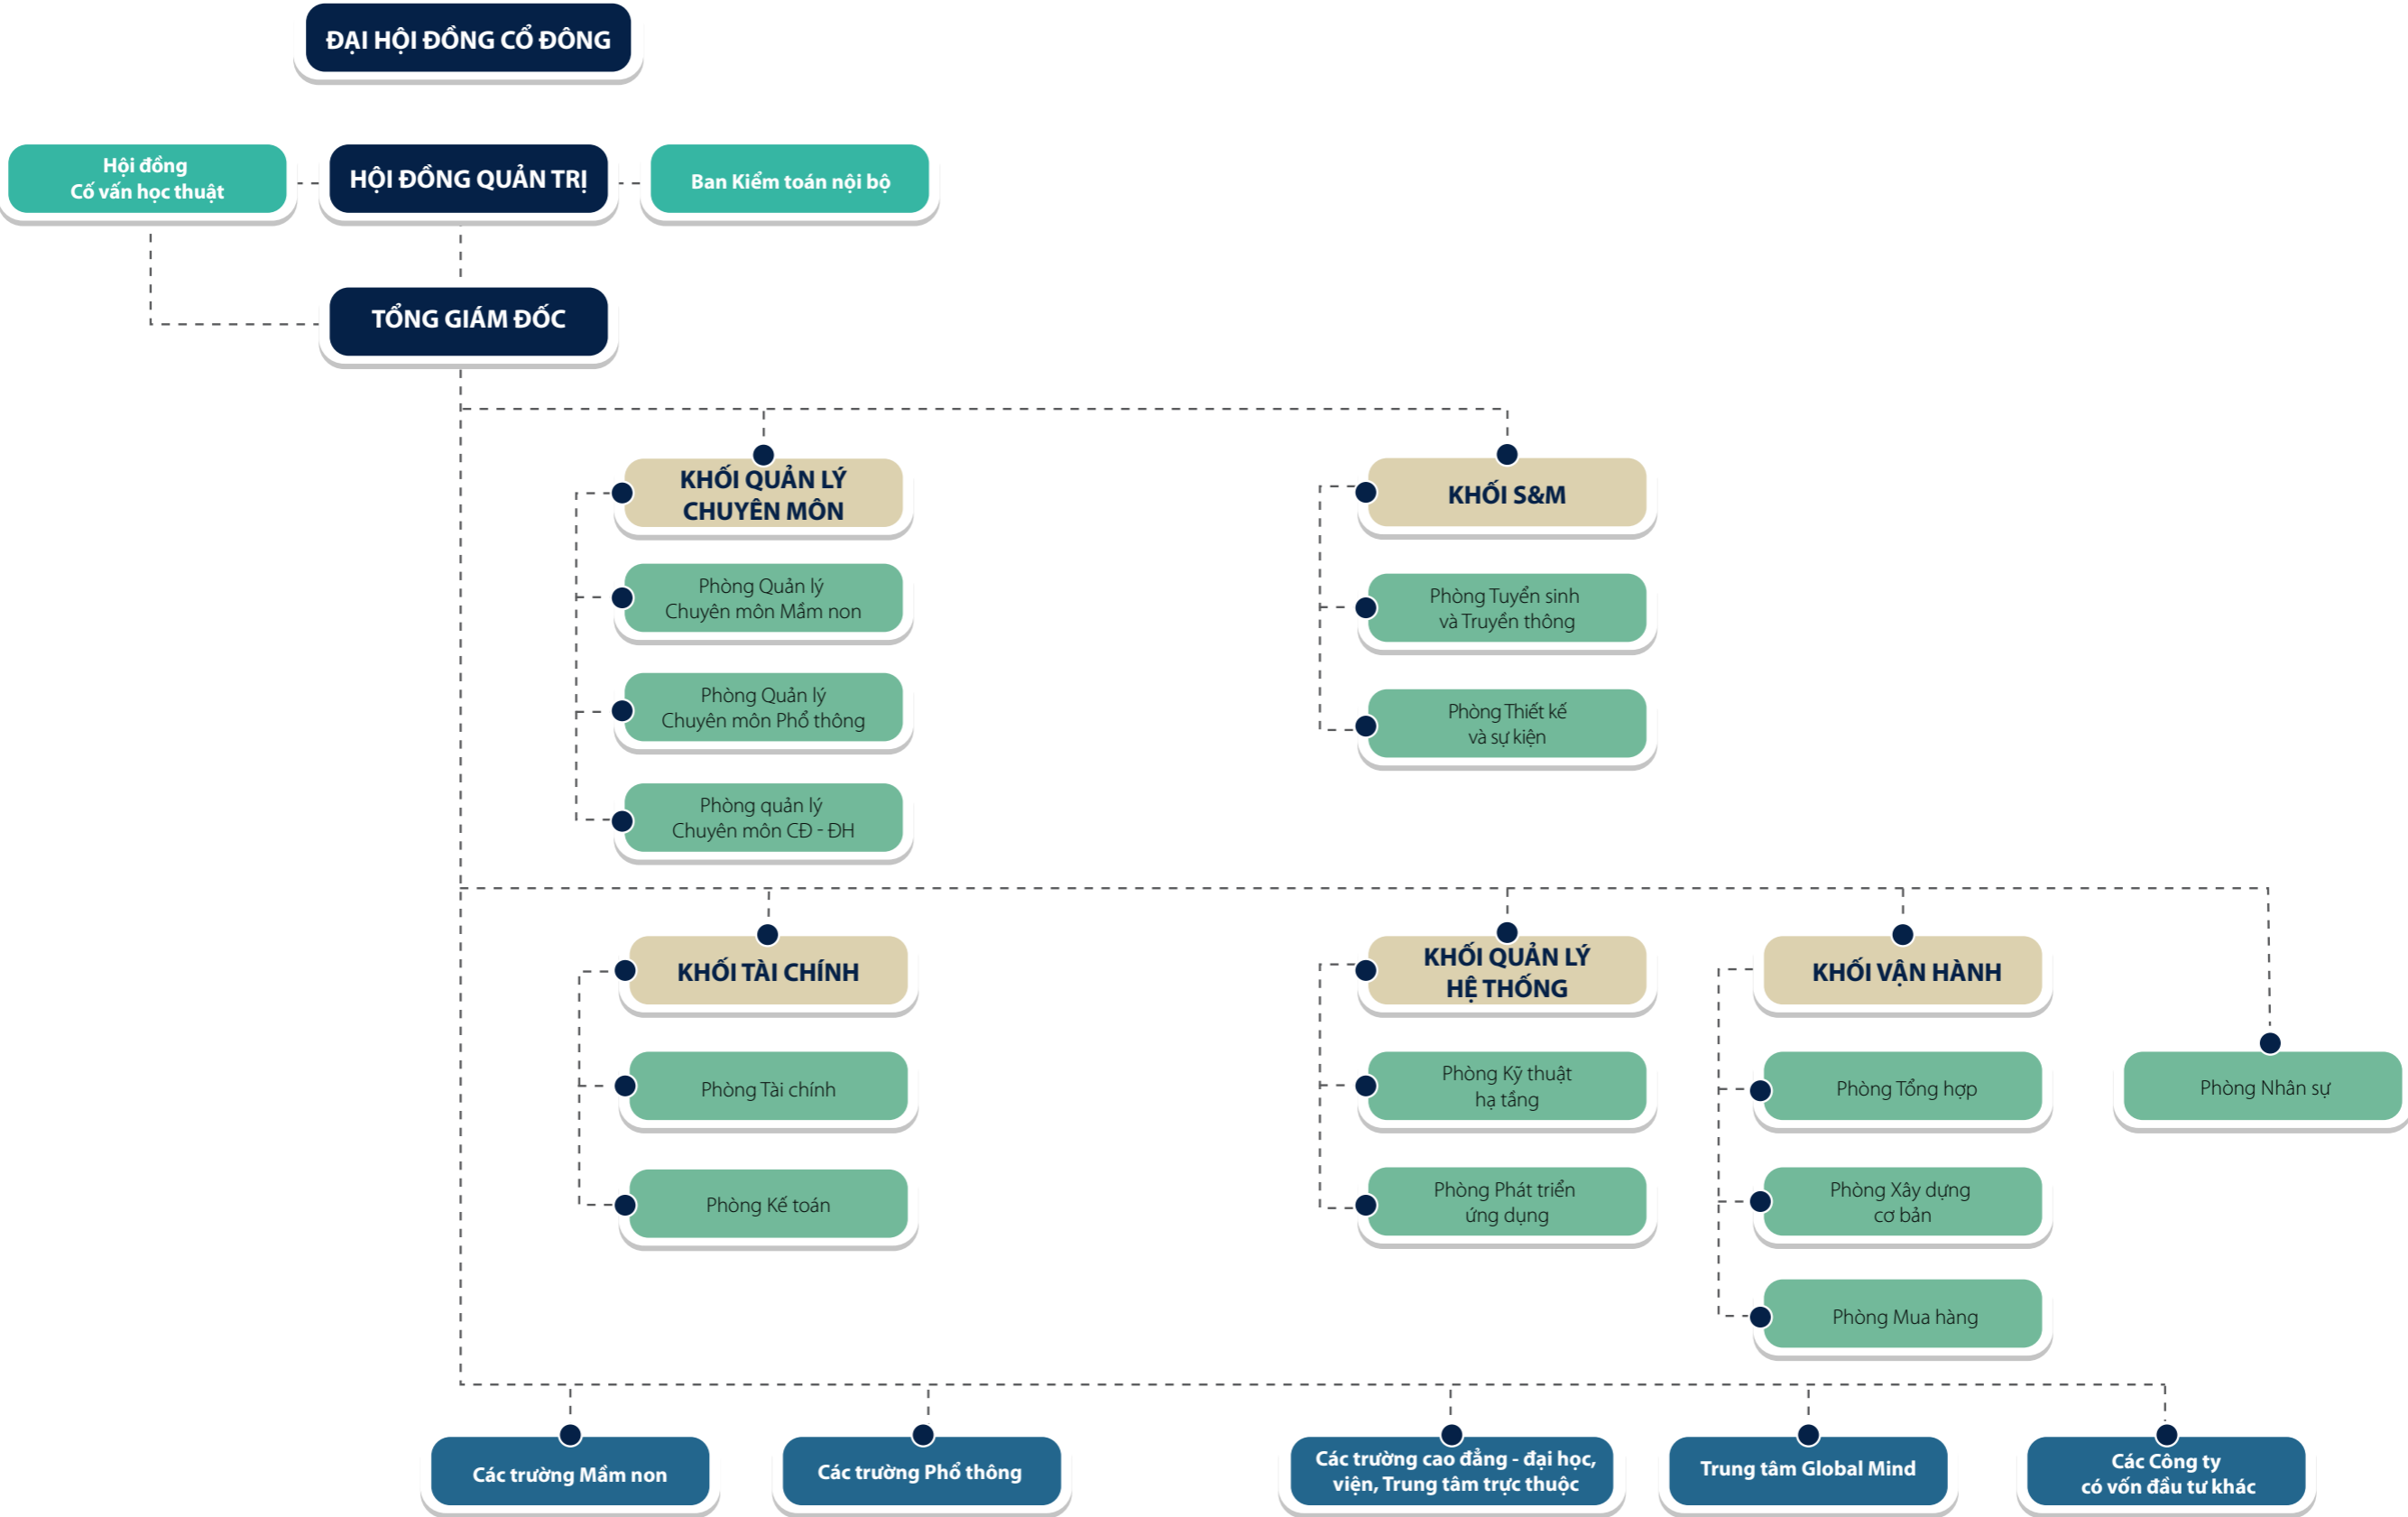 ĐẠI HỘI ĐỒNG CỔ ĐÔNG
Hội đồng
Cố vấn học thuật
HỘI ĐỒNG QUẢN TRỊ
Ban Kiểm toán nội bộ
TỔNG GIÁM ĐỐC
KHỐI QUẢN LÝ
CHUYÊN MÔN
Phòng Quản lý
Chuyên môn Mầm non
Phòng Quản lý
Chuyên môn Phổ thông
Phòng quản lý
Chuyên môn CĐ - ĐH
KHỐI S&M
Phòng Tuyển sinh
và Truyền thông
Phòng Thiết kế
và sự kiện
KHỐI TÀI CHÍNH
Phòng Tài chính
Phòng Kế toán
KHỐI QUẢN LÝ
HỆ THỐNG
Phòng Kỹ thuật
hạ tầng
Phòng Phát triển
ứng dụng
KHỐI VẬN HÀNH
Phòng Tổng hợp
Phòng Xây dựng
cơ bản
Phòng Mua hàng
Phòng Nhân sự
Các trường Mầm non
Các trường Phổ thông
Các trường cao đẳng - đại học,
viện, Trung tâm trực thuộc
Trung tâm Global Mind
Các Công ty
có vốn đầu tư khác